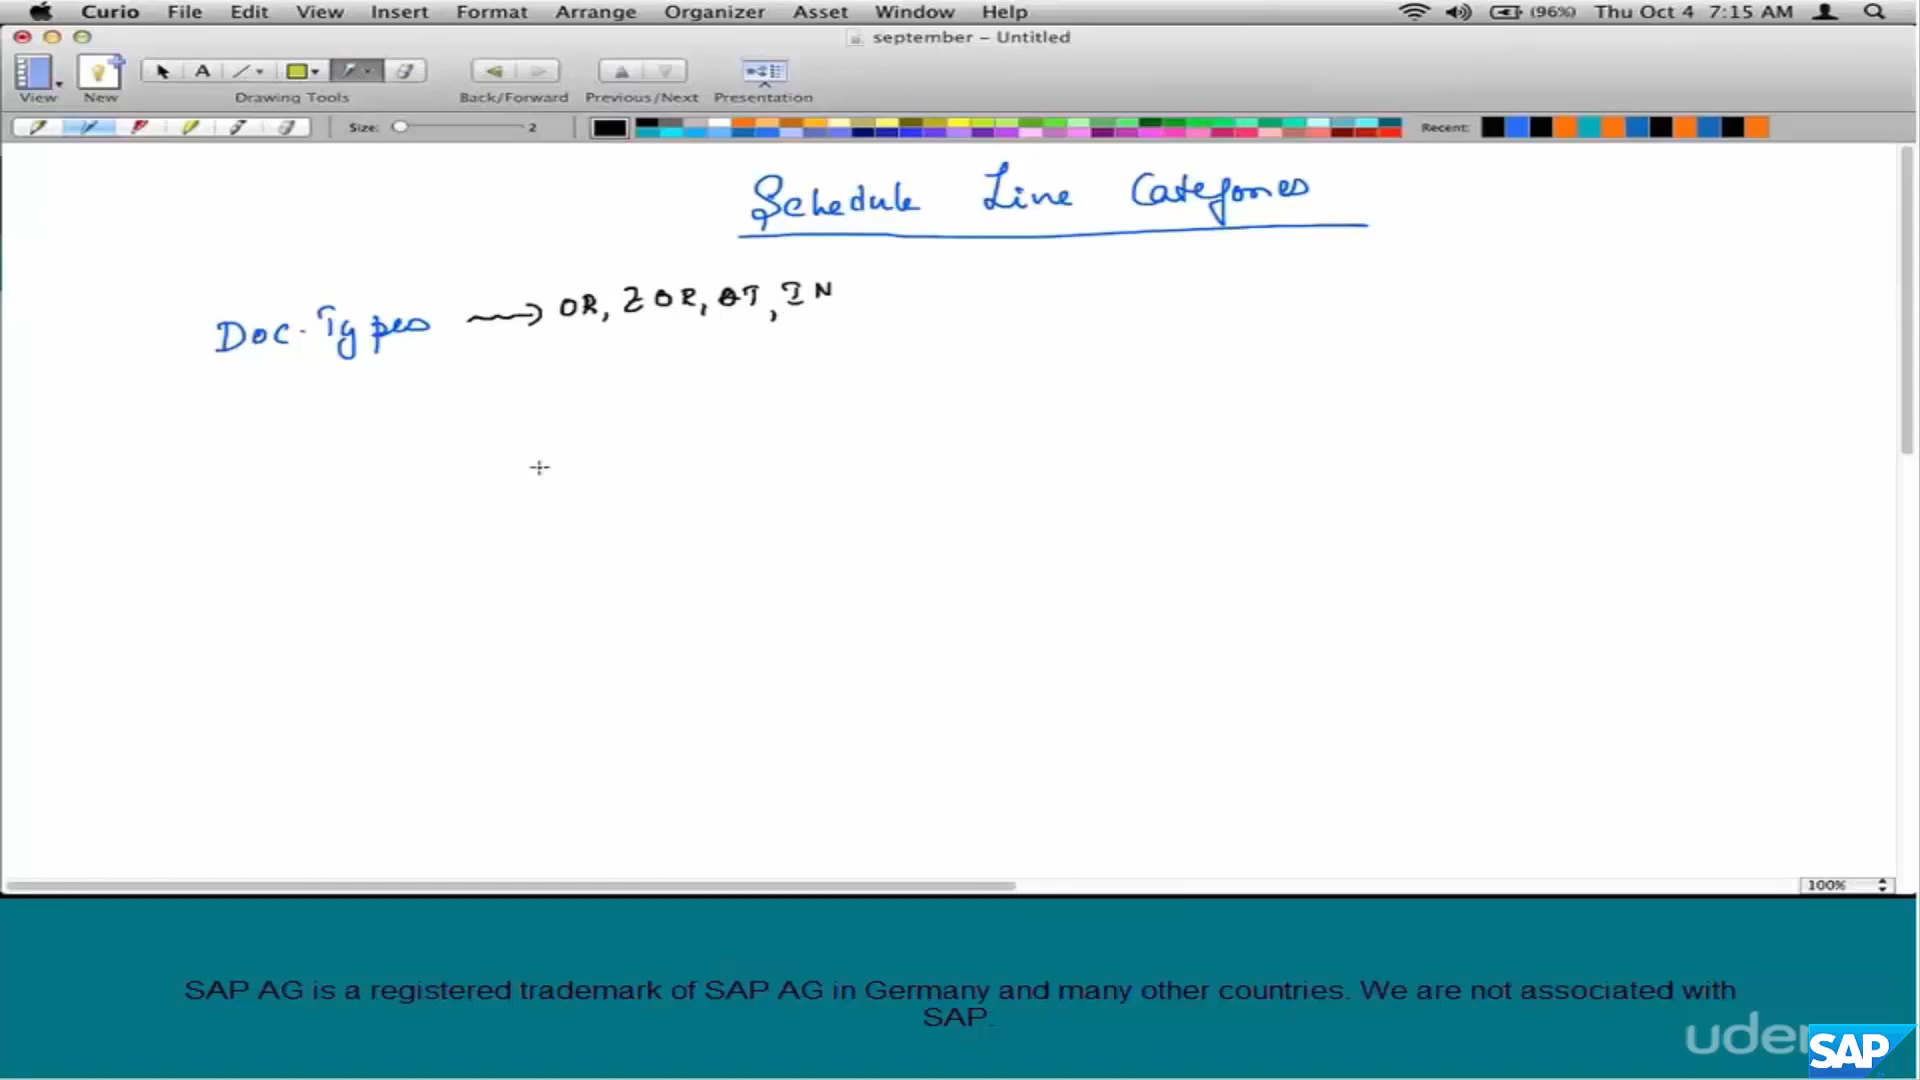 Curio File Edit View Insert Format Arrange Organizer Asset Window Help (96%) Thu Oct 4 7:15 AM
september – Untitled
View New Drawing Tools Back/Forward Previous/Next Presentation
Size: 2 Recent:
Schedule Line Categories
Doc. Types → OR, ZOR, QT, IN
100%
SAP AG is a registered trademark of SAP AG in Germany and many other countries. We are not associated with
SAP.
SAP